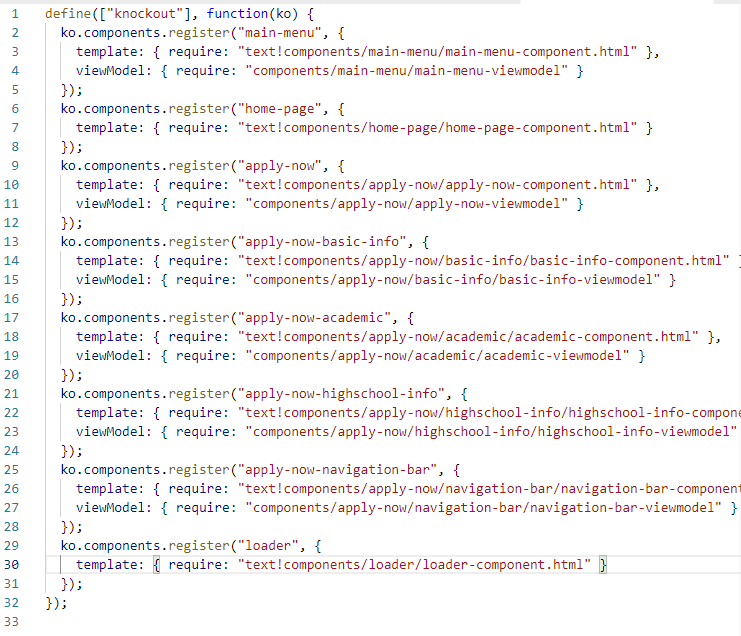 1 define(["knockout"], function(ko) {
2   ko.components.register("main-menu", {
3     template: { require: "text!components/main-menu/main-menu-component.html" },
4     viewModel: { require: "components/main-menu/main-menu-viewmodel" }
5   });
6   ko.components.register("home-page", {
7     template: { require: "text!components/home-page/home-page-component.html" }
8   });
9   ko.components.register("apply-now", {
10     template: { require: "text!components/apply-now/apply-now-component.html" },
11     viewModel: { require: "components/apply-now/apply-now-viewmodel" }
12   });
13   ko.components.register("apply-now-basic-info", {
14     template: { require: "text!components/apply-now/basic-info/basic-info-component.html" }
15     viewModel: { require: "components/apply-now/basic-info/basic-info-viewmodel" }
16   });
17   ko.components.register("apply-now-academic", {
18     template: { require: "text!components/apply-now/academic/academic-component.html" },
19     viewModel: { require: "components/apply-now/academic/academic-viewmodel" }
20   });
21   ko.components.register("apply-now-highschool-info", {
22     template: { require: "text!components/apply-now/highschool-info/highschool-info-compone
23     viewModel: { require: "components/apply-now/highschool-info/highschool-info-viewmodel"
24   });
25   ko.components.register("apply-now-navigation-bar", {
26     template: { require: "text!components/apply-now/navigation-bar/navigation-bar-component
27     viewModel: { require: "components/apply-now/navigation-bar/navigation-bar-viewmodel" }
28   });
29   ko.components.register("loader", {
30     template: { require: "text!components/loader/loader-component.html" }
31   });
32 });
33